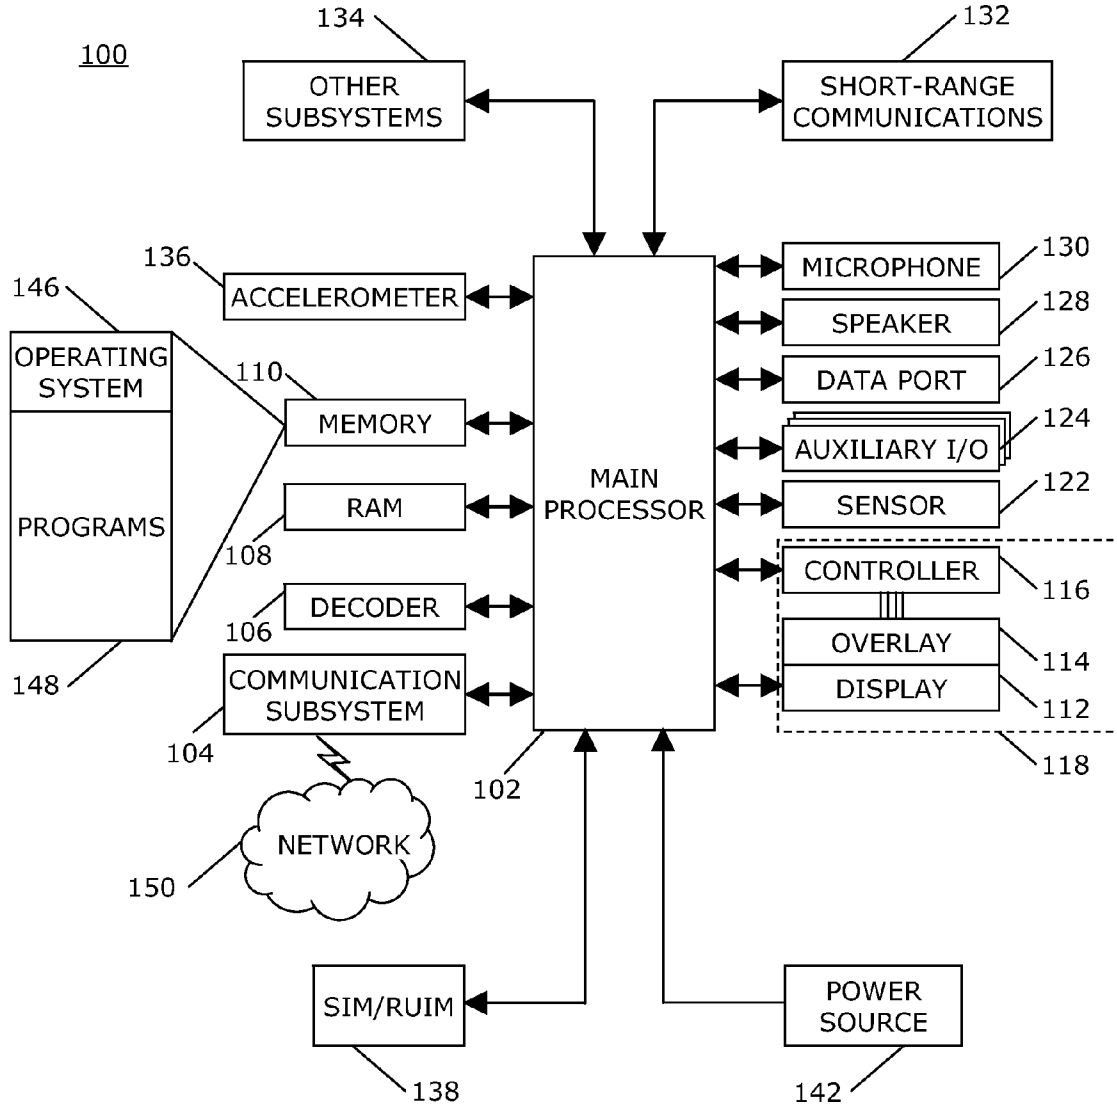 134
132
100
OTHER
SUBSYSTEMS
SHORT-RANGE
COMMUNICATIONS
136
ACCELEROMETER
MICROPHONE
130
146
SPEAKER
128
OPERATING
SYSTEM
110
DATA PORT
126
MEMORY
AUXILIARY I/O
124
MAIN
PROCESSOR
PROGRAMS
RAM
108
SENSOR
122
CONTROLLER
116
DECODER
106
OVERLAY
114
148
COMMUNICATION
SUBSYSTEM
DISPLAY
112
104
102
118
NETWORK
150
SIM/RUIM
POWER
SOURCE
138
142